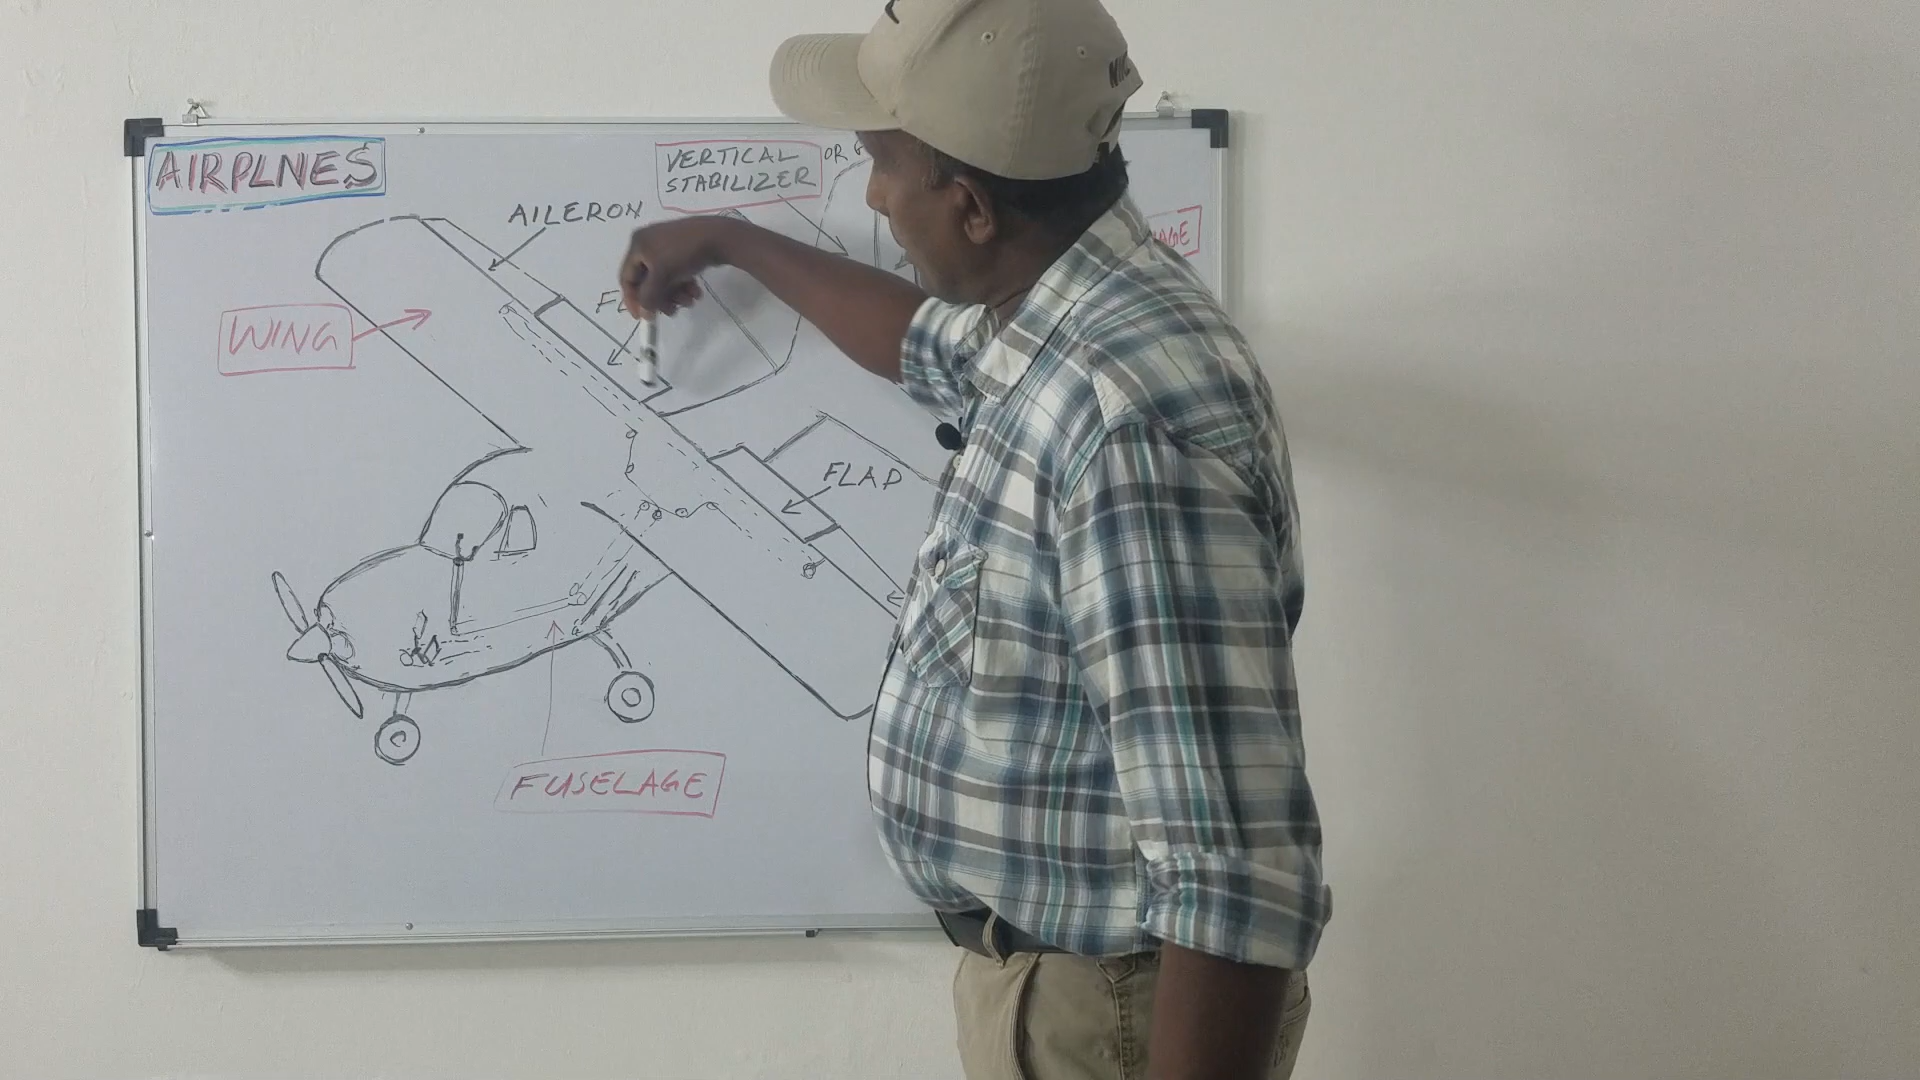 AIRPLNES
VERTICAL
STABILIZER
OR
AILERON
WING
FLAP
FUSELAGE